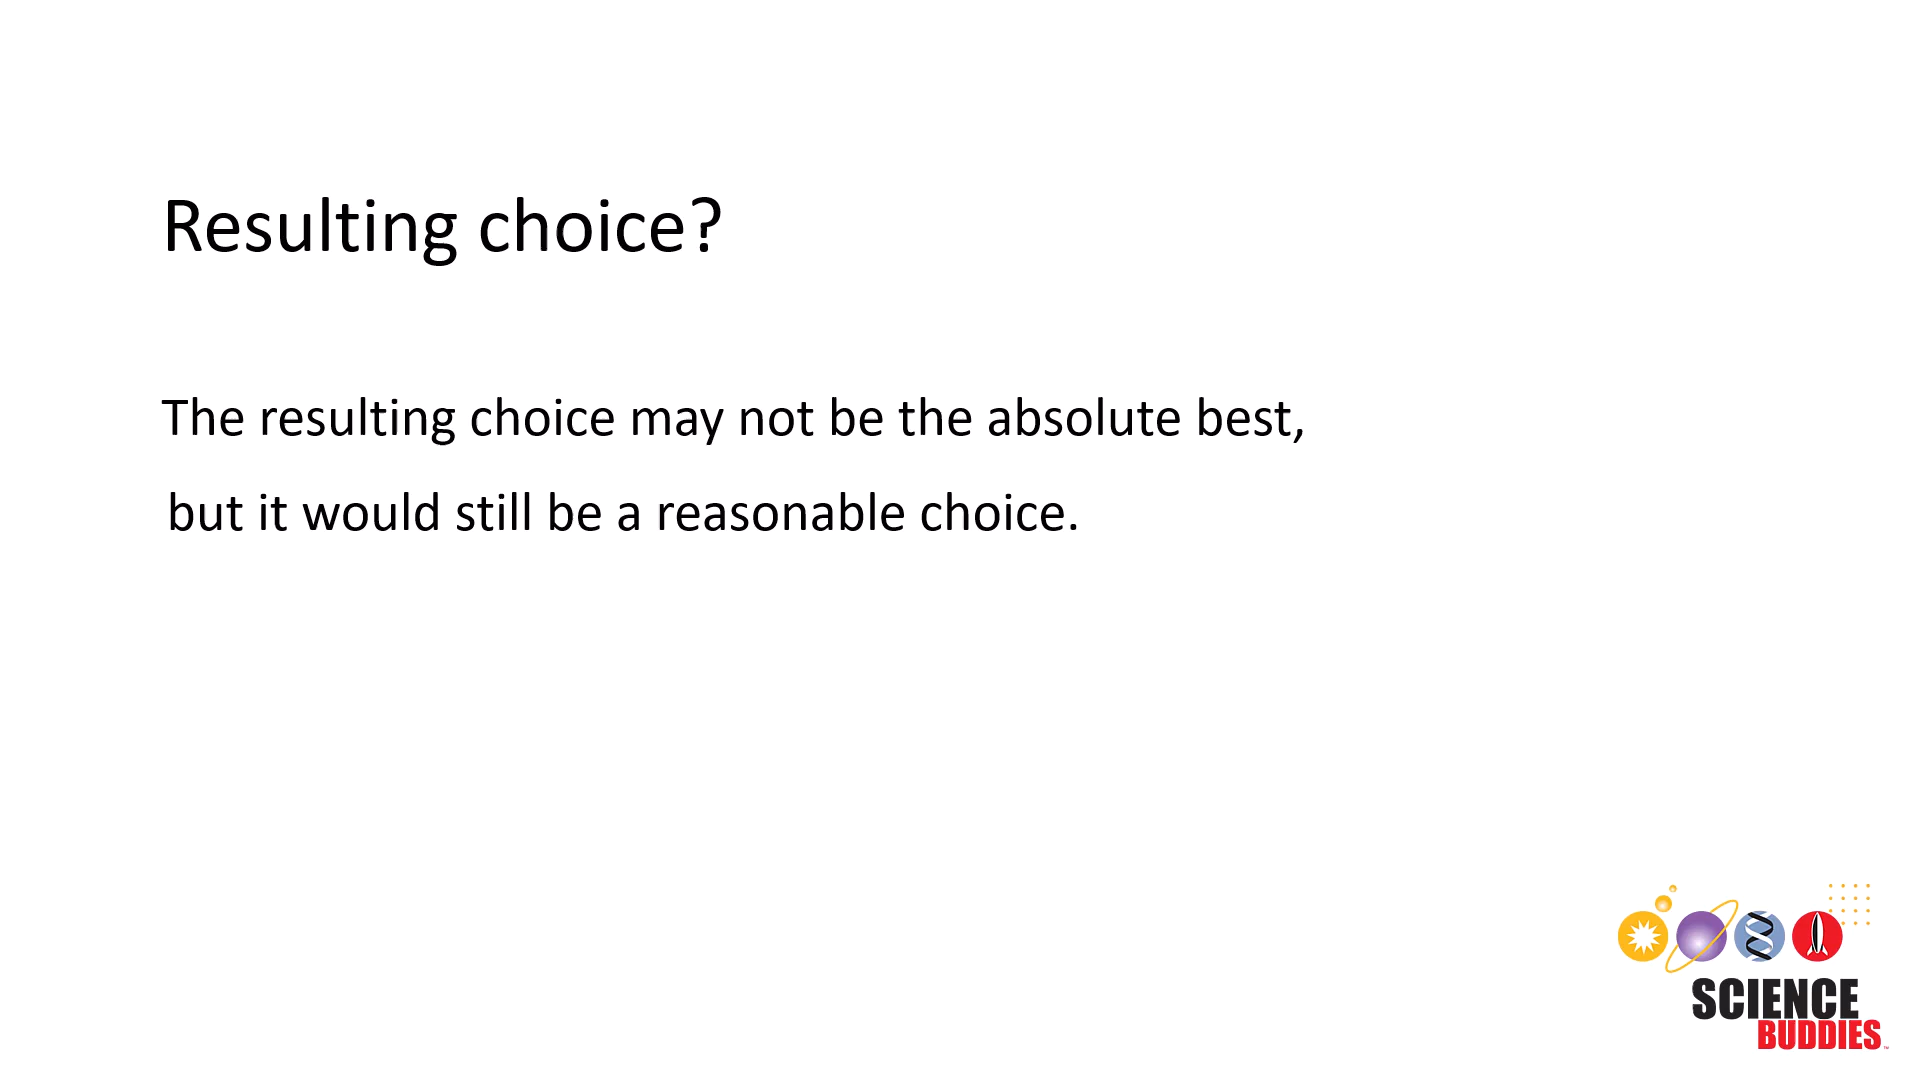 Resulting choice?
The resulting choice may not be the absolute best,
but it would still be a reasonable choice.
SCIENCE
BUDDIES